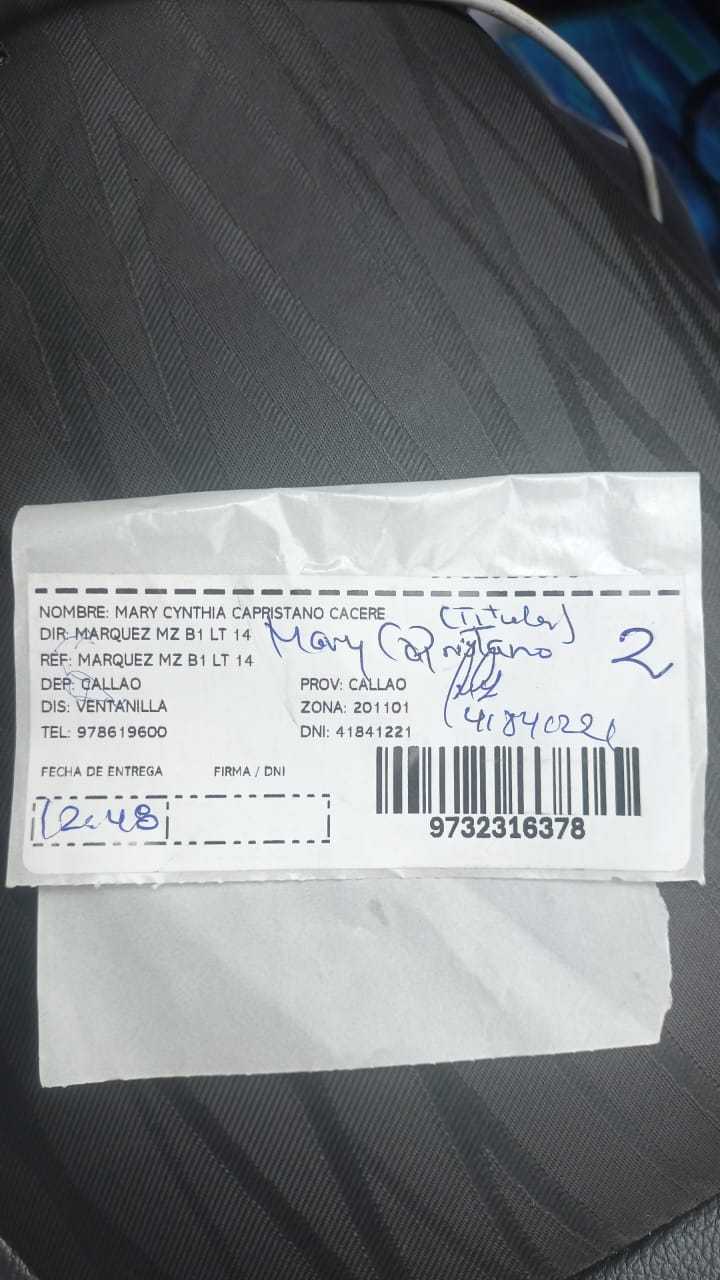 NOMBRE: MARY CYNTHIA CAPRISTANO CACERE
(Titular)
DIR: MARQUEZ MZ B1 LT 14
Mary Capristano
2
REF: MARQUEZ MZ B1 LT 14
DEP: CALLAO PROV: CALLAO
DIS: VENTANILLA ZONA: 201101
TEL: 978619600 DNI: 41841221
FECHA DE ENTREGA FIRMA / DNI
12:48
9732316378